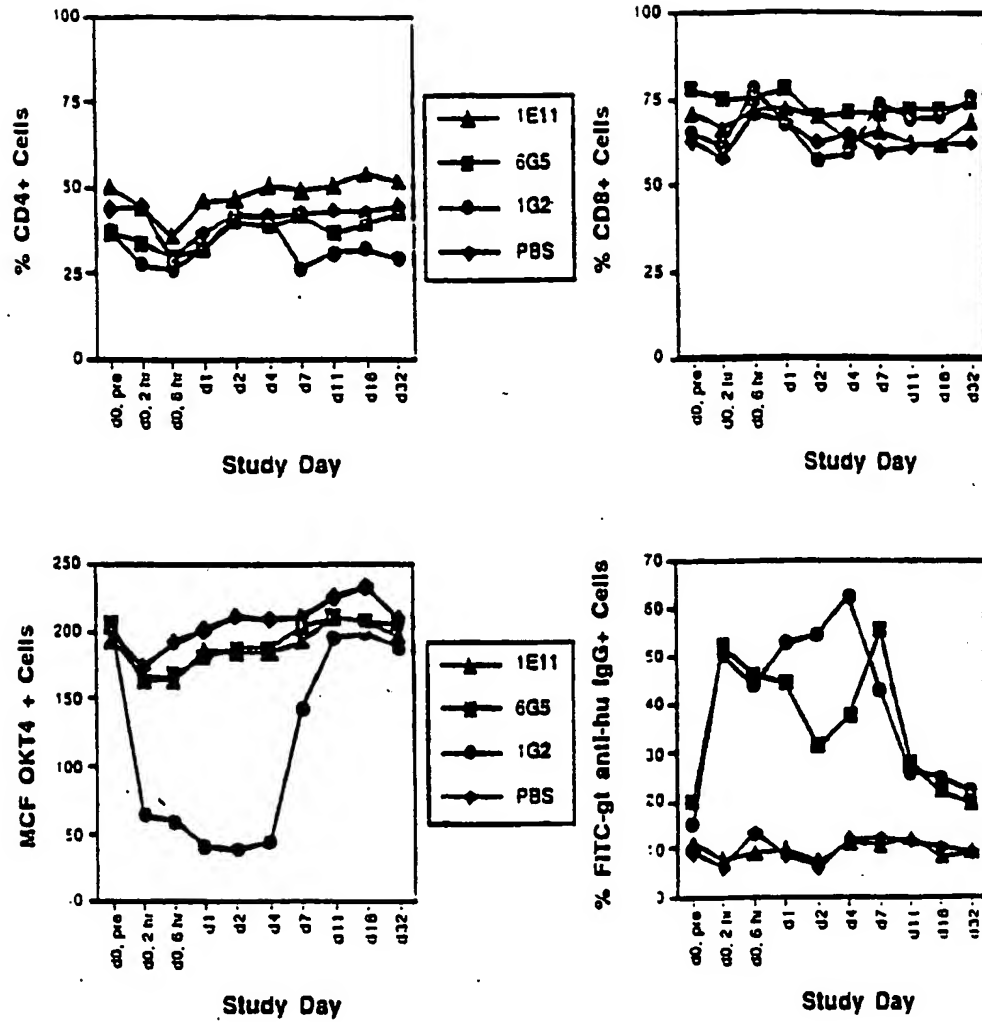 % CD4+ Cells
100
75
50
25
0
d0, pre
d0, 2 hr
d0, 6 hr
d1
d2
d4
d7
d11
d18
d32
Study Day
1E11
6G5
1G2
PBS
% CD8+ Cells
100
75
50
25
0
d0, pre
d0, 2 hr
d0, 6 hr
d1
d2
d4
d7
d11
d18
d32
Study Day
MCF OKT4 + Cells
250
200
150
100
50
0
d0, pre
d0, 2 hr
d0, 6 hr
d1
d2
d4
d7
d11
d18
d32
Study Day
1E11
6G5
1G2
PBS
% FITC-gt anti-hu IgG+ Cells
70
60
50
40
30
20
10
0
d0, pre
d0, 2 hr
d0, 6 hr
d1
d2
d4
d7
d11
d18
d32
Study Day